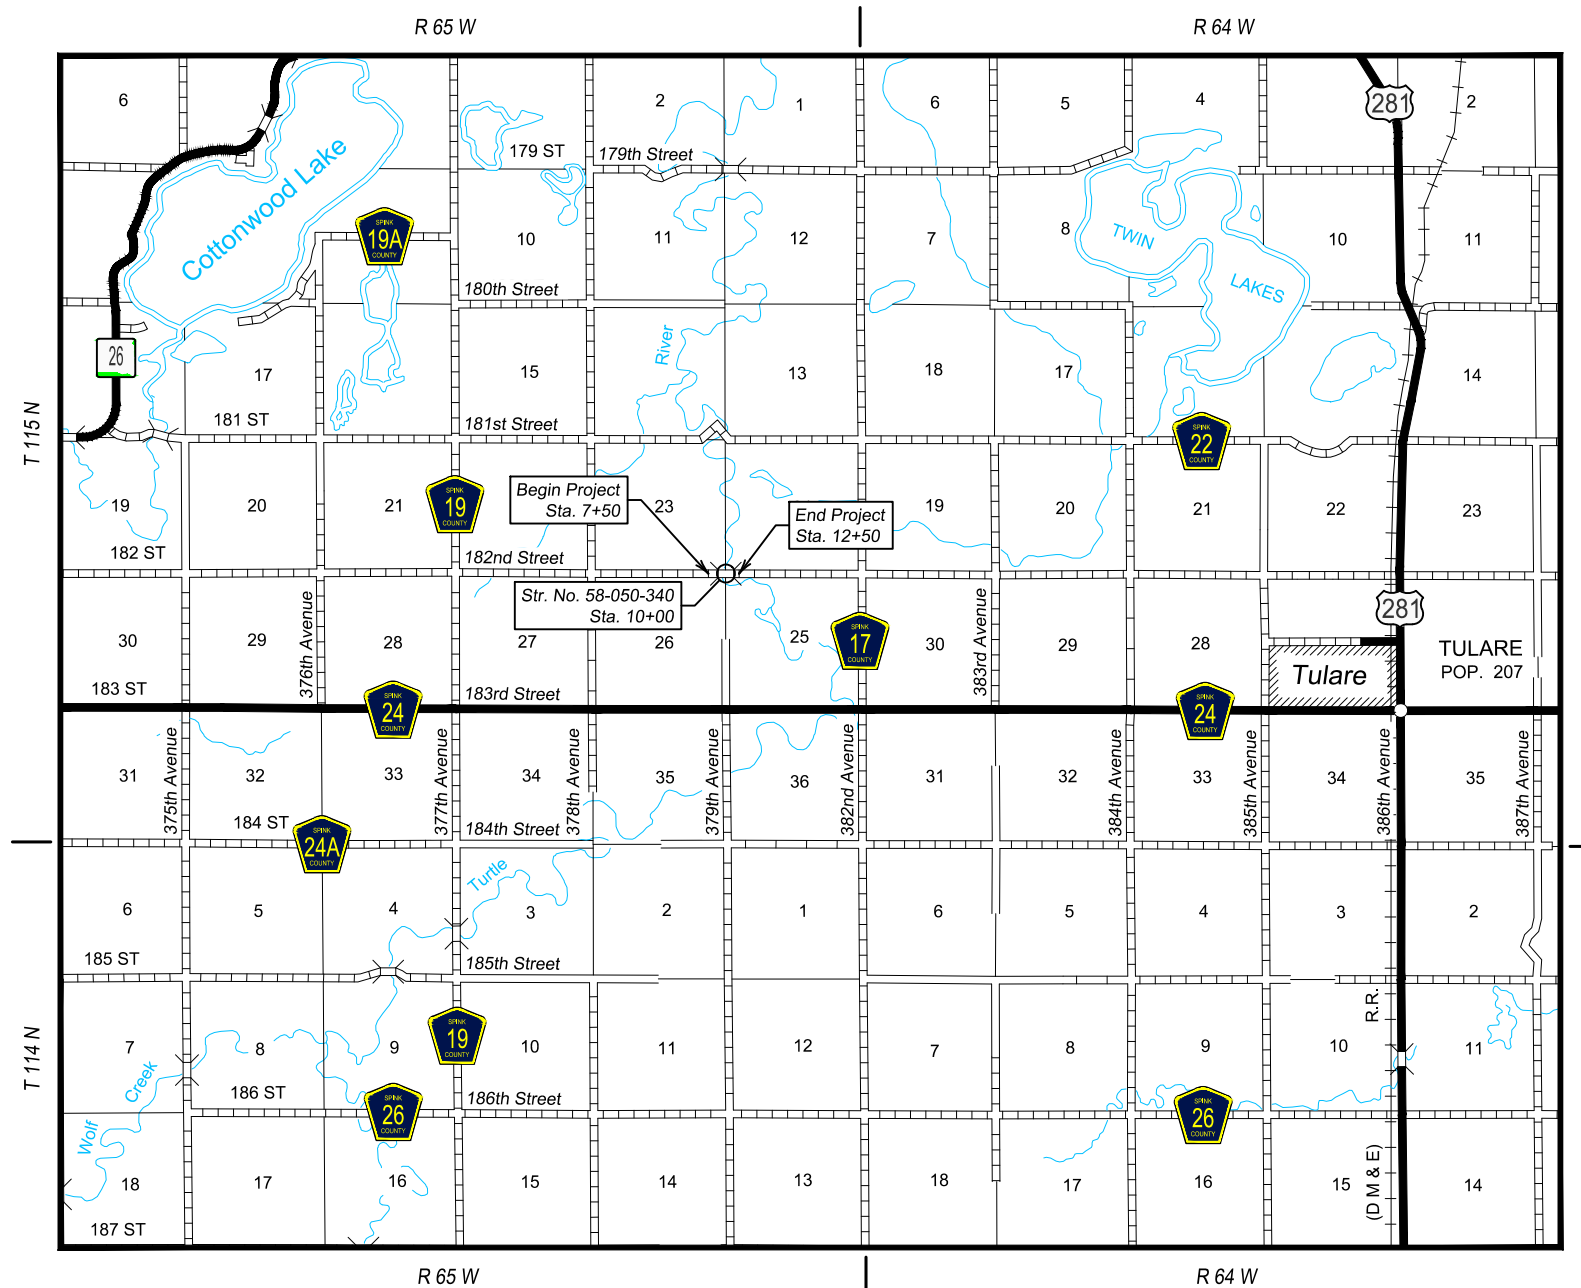 R 65 W
R 64 W
6
2
1
6
5
4
281
2
179 ST
179th Street
Cottonwood Lake
SPINK
19A
COUNTY
10
11
12
7
8
TWIN
LAKES
10
11
180th Street
26
17
15
River
13
18
17
14
181 ST
181st Street
SPINK
22
COUNTY
T 115 N
19
20
21
SPINK
19
COUNTY
Begin Project
Sta. 7+50
23
End Project
Sta. 12+50
19
20
21
22
23
182 ST
182nd Street
Str. No. 58-050-340
Sta. 10+00
281
30
29
376th Avenue
28
27
26
25
SPINK
17
COUNTY
30
383rd Avenue
29
28
Tulare
TULARE
POP. 207
183 ST
183rd Street
SPINK
24
COUNTY
SPINK
24
COUNTY
31
375th Avenue
32
33
377th Avenue
34
378th Avenue
35
379th Avenue
36
382nd Avenue
31
32
384th Avenue
33
385th Avenue
34
386th Avenue
35
387th Avenue
184 ST
184th Street
SPINK
24A
COUNTY
Turtle
6
5
4
3
2
1
6
5
4
3
2
185 ST
185th Street
T 114 N
7
8
9
SPINK
19
COUNTY
10
11
12
7
8
9
10
R.R.
11
Wolf
Creek
186 ST
186th Street
SPINK
26
COUNTY
SPINK
26
COUNTY
18
17
16
15
14
13
18
17
16
15
(D M & E)
14
187 ST
R 65 W
R 64 W